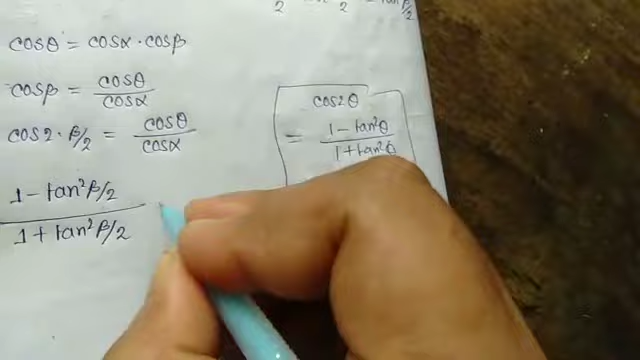 cosθ = cosα · cosβ
cosβ = cosθ/cosα
cos2 · β/2 = cosθ/cosα
1 - tan²β/2
1 + tan²β/2
cos2θ
= 1 - tan²θ
1 + tan²θ